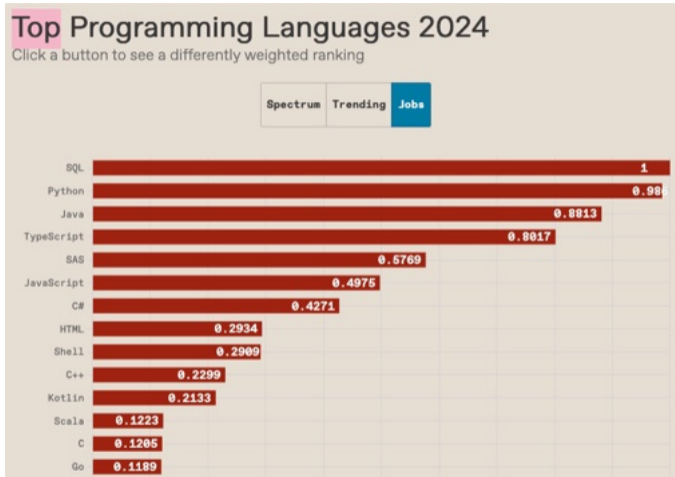 Top Programming Languages 2024
Click a button to see a differently weighted ranking
Spectrum Trending Jobs
SQL 1
Python 0.986
Java 0.8813
TypeScript 0.8017
SAS 0.5769
JavaScript 0.4975
C# 0.4271
HTML 0.2934
Shell 0.2909
C++ 0.2299
Kotlin 0.2133
Scala 0.1223
C 0.1205
Go 0.1189